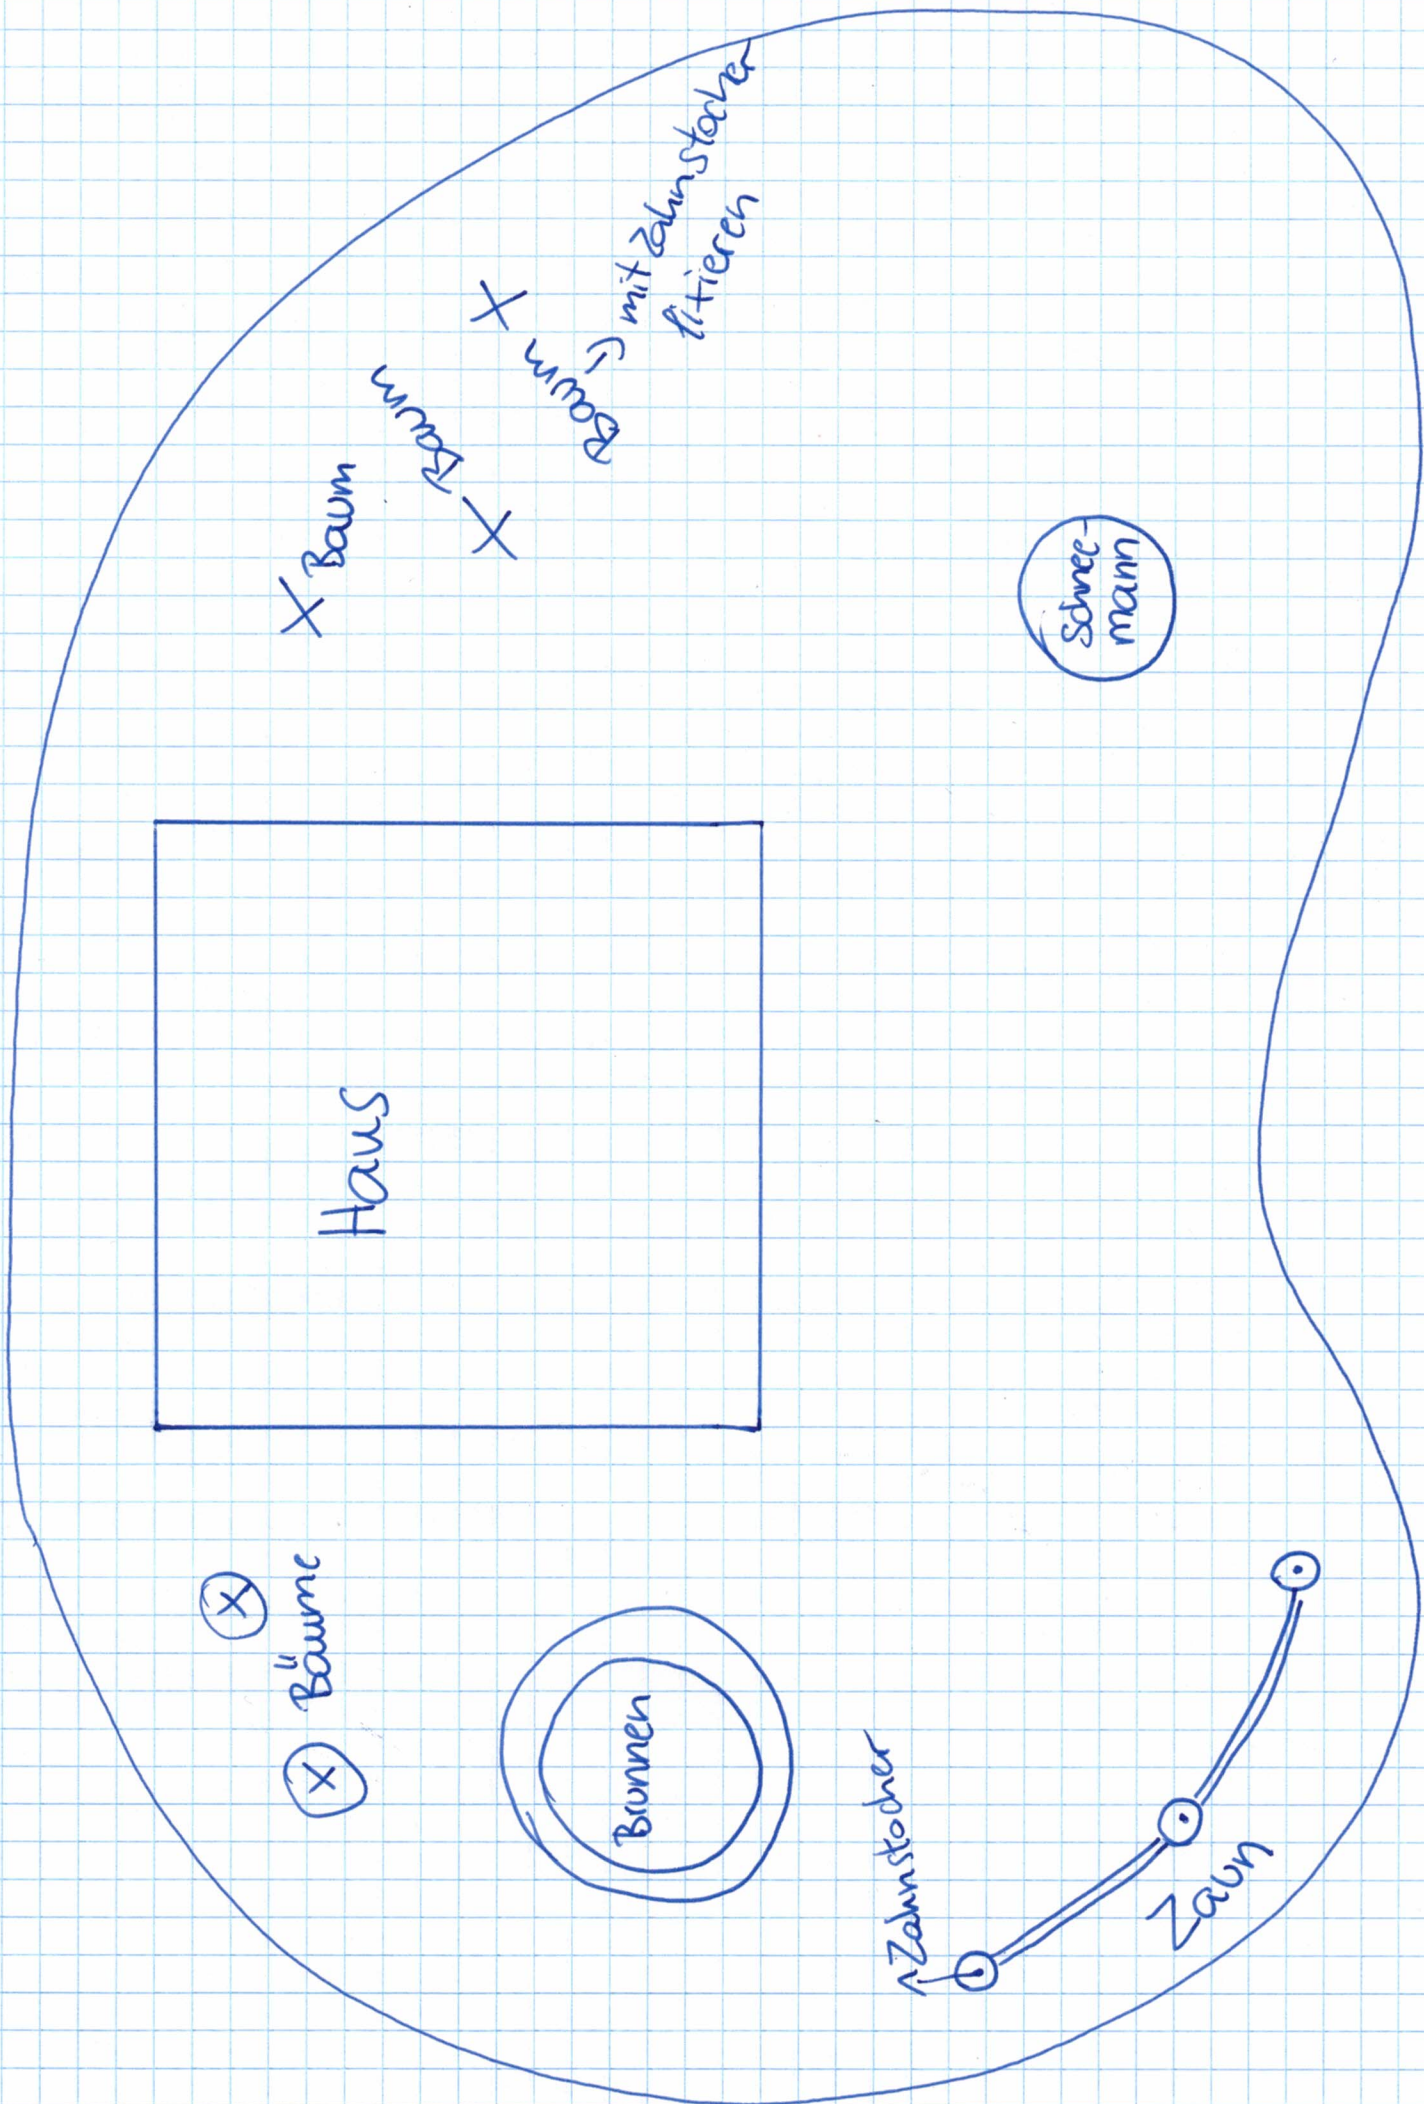 Baum
Baum
Baum -> mit Zahnstocher
fixieren
Schnee-
mann
Haus
Bäume
Brunnen
Zahnstocher
Zaun